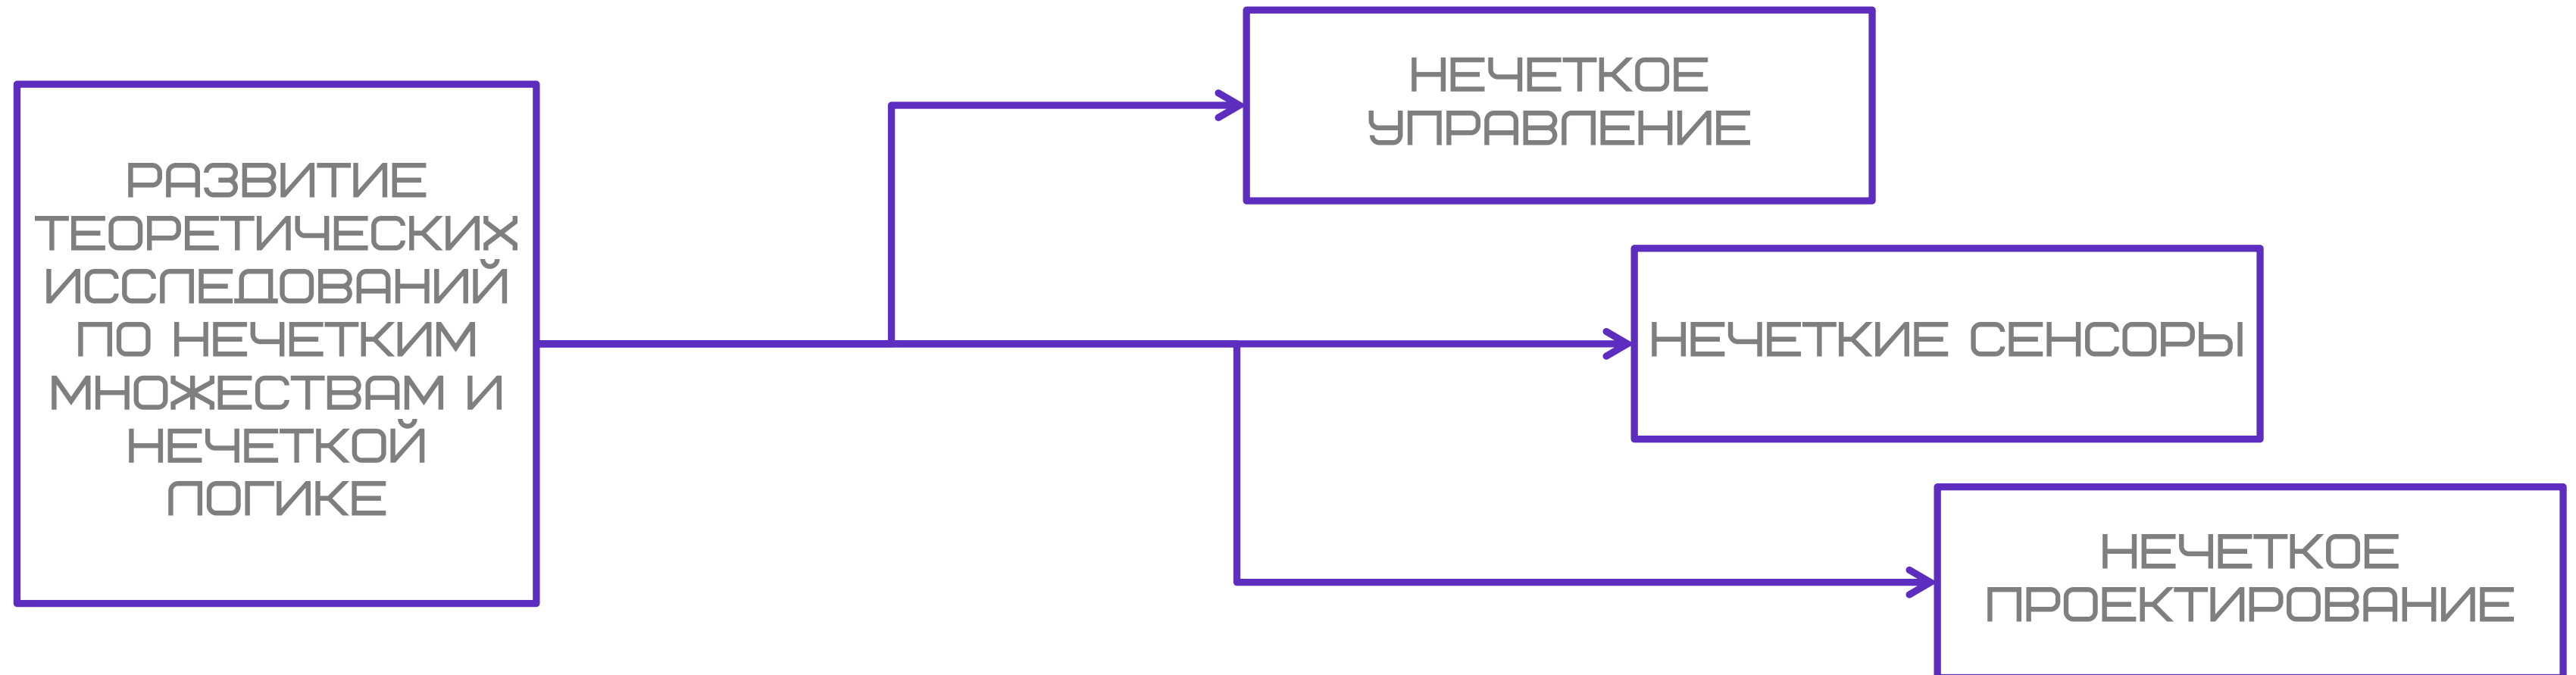 РАЗВИТИЕ
ТЕОРЕТИЧЕСКИХ
ИССЛЕДОВАНИЙ
ПО НЕЧЕТКИМ
МНОЖЕСТВАМ И
НЕЧЕТКОЙ
ЛОГИКЕ
НЕЧЕТКОЕ
УПРАВЛЕНИЕ
НЕЧЕТКИЕ СЕНСОРЫ
НЕЧЕТКОЕ
ПРОЕКТИРОВАНИЕ